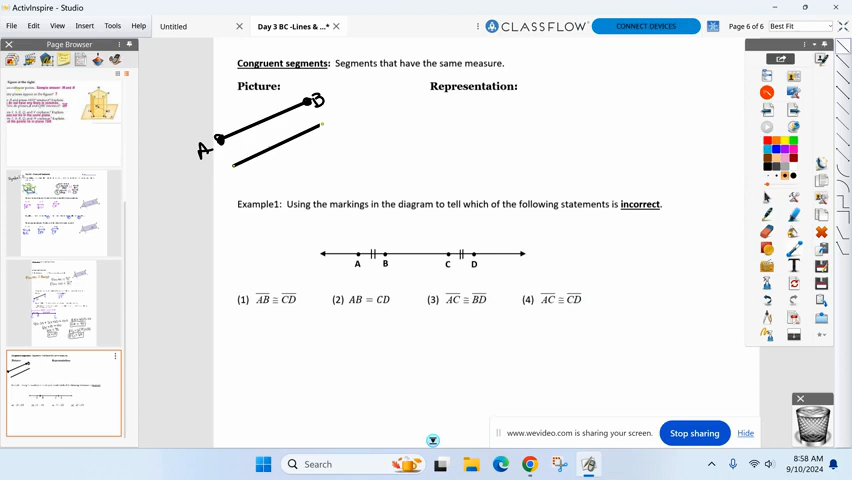 ActivInspire - Studio
File Edit View Insert Tools Help
Untitled
Day 3 BC -Lines & ...*
CLASSFLOW
CONNECT DEVICES
Page 6 of 6
Best Fit
Page Browser
Congruent segments: Segments that have the same measure.
Picture:
Representation:
B
A
Example1: Using the markings in the diagram to tell which of the following statements is incorrect.
A B C D
(1) AB ≅ CD (2) AB = CD (3) AC ≅ BD (4) AC ≅ CD
www.wevideo.com is sharing your screen.
Stop sharing
Hide
Search
8:58 AM
9/10/2024